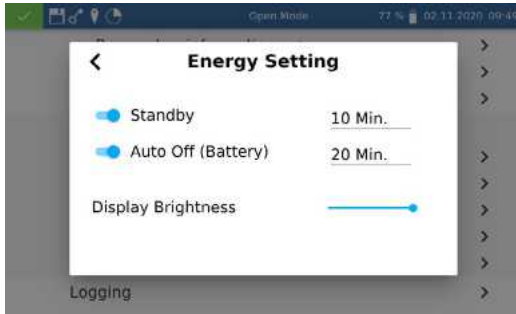 Open Mode
77 % 02.11.2020 09:49
Energy Setting
Standby
10 Min.
Auto Off (Battery)
20 Min.
Display Brightness
Logging